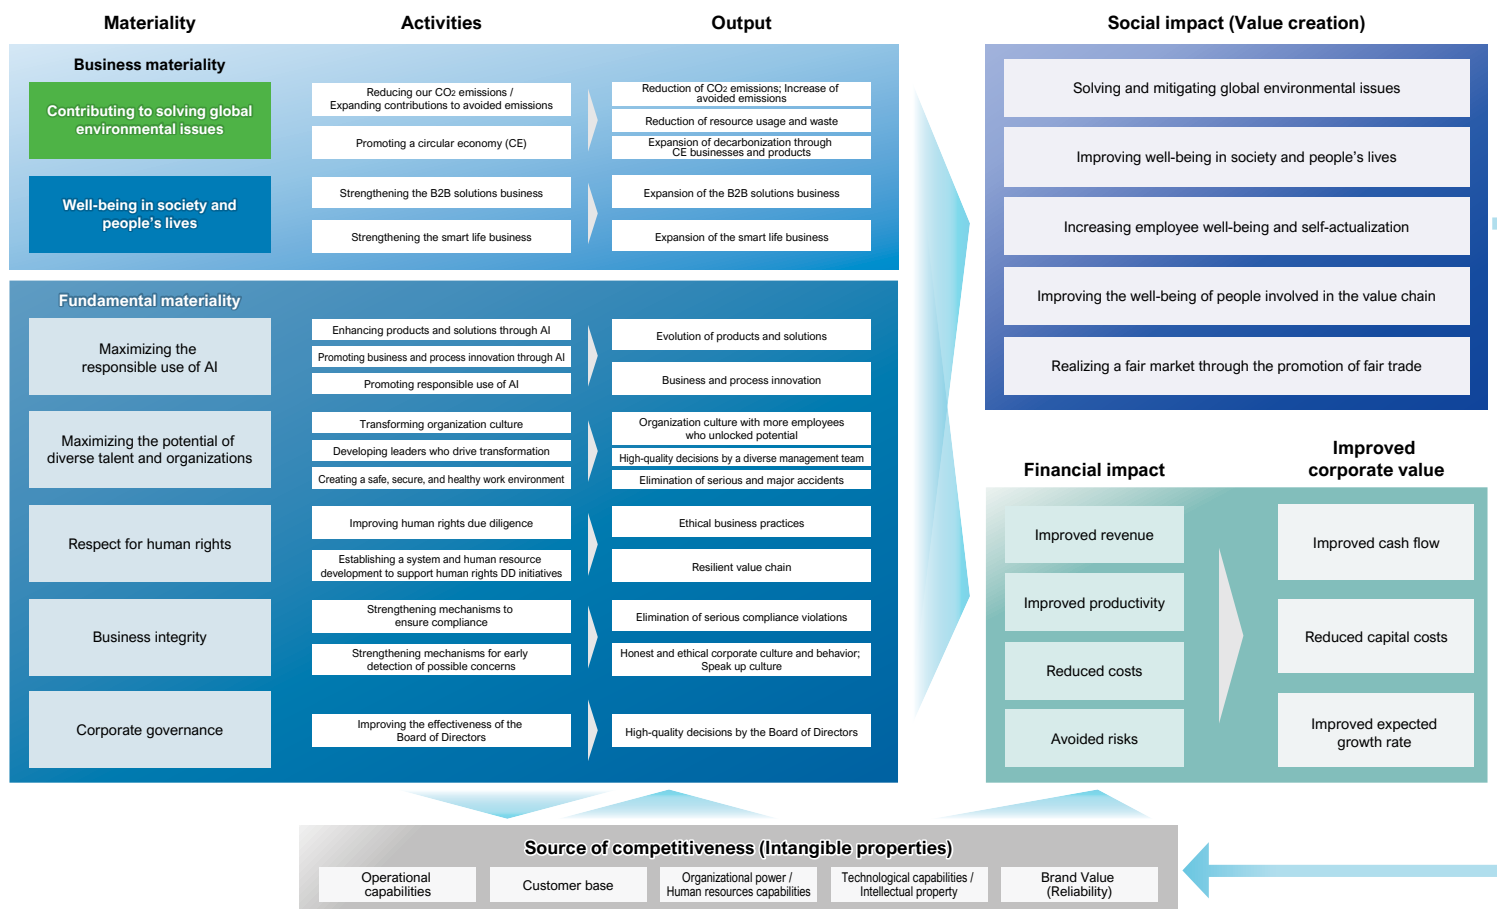 Materiality
Activities
Output
Social impact (Value creation)
Business materiality
Contributing to solving global
environmental issues
Reducing our CO2 emissions /
Expanding contributions to avoided emissions
Promoting a circular economy (CE)
Reduction of CO2 emissions; Increase of
avoided emissions
Reduction of resource usage and waste
Expansion of decarbonization through
CE businesses and products
Well-being in society and
people’s lives
Strengthening the B2B solutions business
Strengthening the smart life business
Expansion of the B2B solutions business
Expansion of the smart life business
Fundamental materiality
Maximizing the
responsible use of AI
Enhancing products and solutions through AI
Promoting business and process innovation through AI
Promoting responsible use of AI
Evolution of products and solutions
Business and process innovation
Maximizing the potential of
diverse talent and organizations
Transforming organization culture
Developing leaders who drive transformation
Creating a safe, secure, and healthy work environment
Organization culture with more employees
who unlocked potential
High-quality decisions by a diverse management team
Elimination of serious and major accidents
Respect for human rights
Improving human rights due diligence
Establishing a system and human resource
development to support human rights DD initiatives
Ethical business practices
Resilient value chain
Business integrity
Strengthening mechanisms to
ensure compliance
Strengthening mechanisms for early
detection of possible concerns
Elimination of serious compliance violations
Honest and ethical corporate culture and behavior;
Speak up culture
Corporate governance
Improving the effectiveness of the
Board of Directors
High-quality decisions by the Board of Directors
Solving and mitigating global environmental issues
Improving well-being in society and people’s lives
Increasing employee well-being and self-actualization
Improving the well-being of people involved in the value chain
Realizing a fair market through the promotion of fair trade
Financial impact
Improved
corporate value
Improved revenue
Improved productivity
Reduced costs
Avoided risks
Improved cash flow
Reduced capital costs
Improved expected
growth rate
Source of competitiveness (Intangible properties)
Operational
capabilities
Customer base
Organizational power /
Human resources capabilities
Technological capabilities /
Intellectual property
Brand Value
(Reliability)